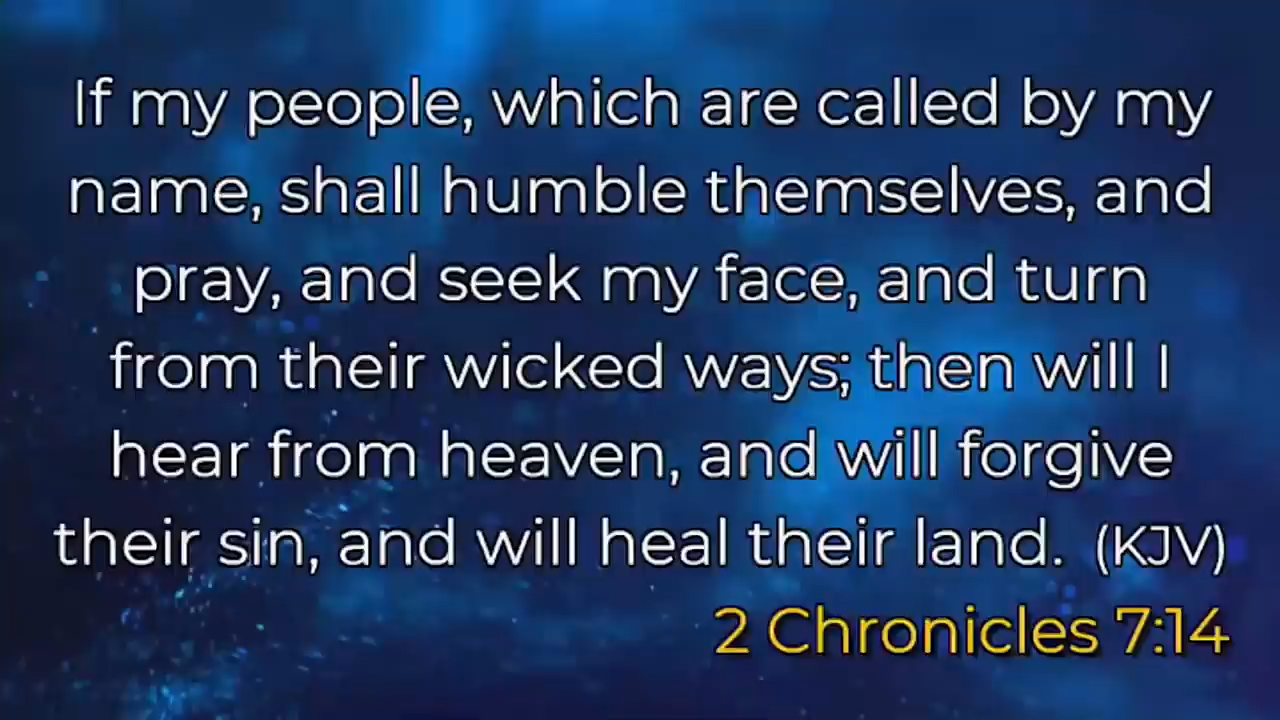 If my people, which are called by my
name, shall humble themselves, and
pray, and seek my face, and turn
from their wicked ways; then will I
hear from heaven, and will forgive
their sin, and will heal their land. (KJV)
2 Chronicles 7:14